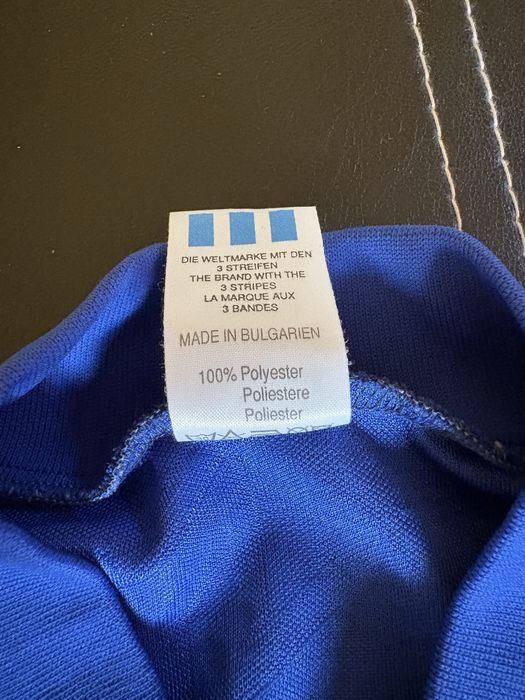 DIE WELTMARKE MIT DEN
3 STREIFEN
THE BRAND WITH THE
3 STRIPES
LA MARQUE AUX
3 BANDES
MADE IN BULGARIEN
100% Polyester
Poliestere
Poliester